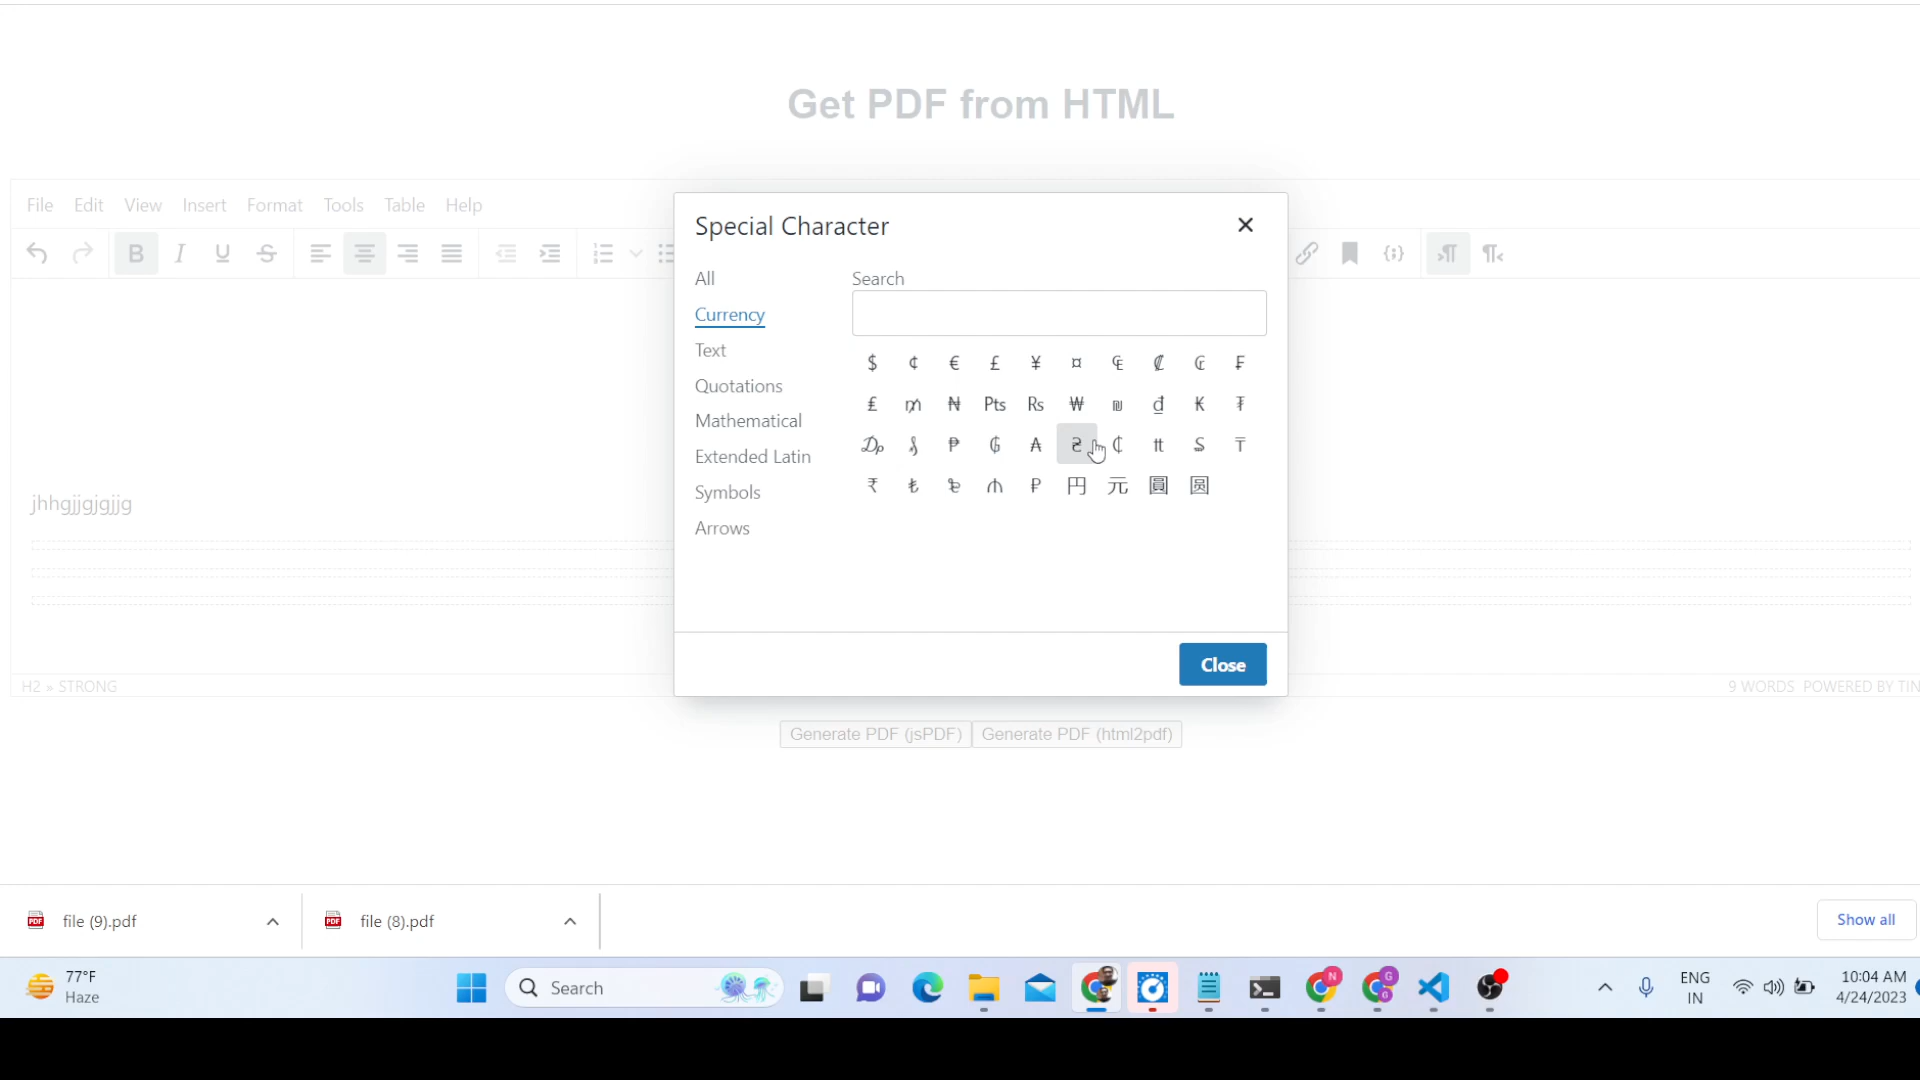 Get PDF from HTML
File Edit View Insert Format Tools Table Help
Special Character
All
Currency
Text
Quotations
Mathematical
Extended Latin
Symbols
Arrows
Search
$ ¢ € £ ¥ ¤ ₠ ₡ ₢ ₣
₤ ₥ ₦ ₧ ₨ ₩ ₪ ₫ ₭ ₮
₯ ₰ ₱ ₲ ₳ ₴ ₵ ₶ ₷ ₸
₹ ₺ ₻ ₼ ₽ 円 元 圓 圆
Close
jhhgjjgjgjjg
H2 » STRONG
9 WORDS POWERED BY TIN
Generate PDF (jsPDF) Generate PDF (html2pdf)
file (9).pdf
file (8).pdf
Show all
77°F
Haze
Search
ENG
IN
10:04 AM
4/24/2023